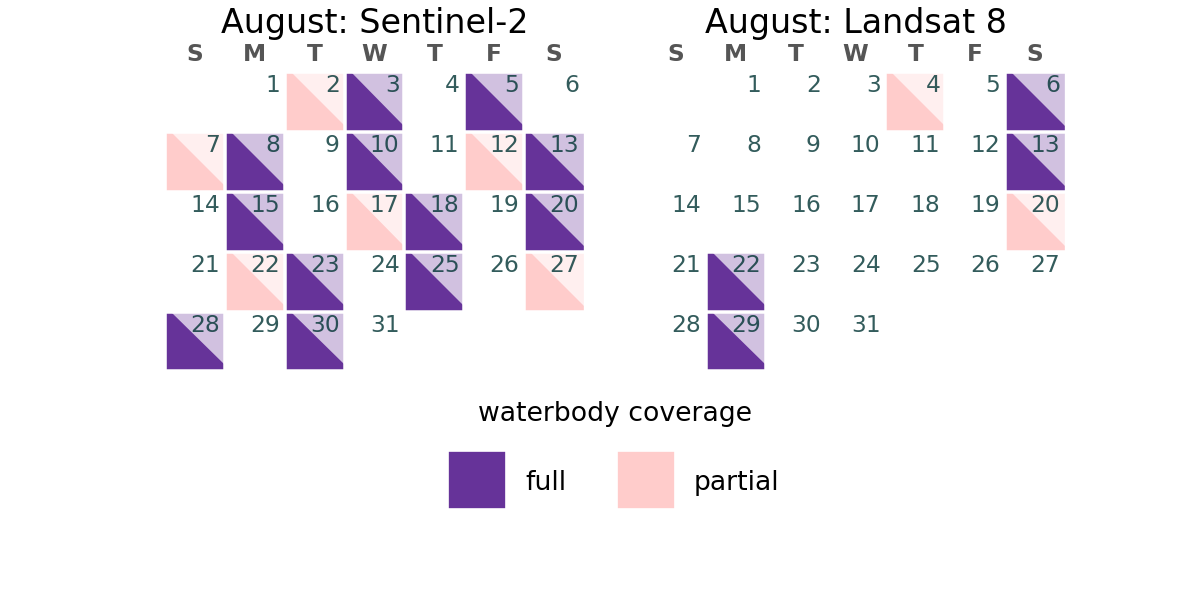 August: Sentinel-2
S M T W T F S
1 2 3 4 5 6
7 8 9 10 11 12 13
14 15 16 17 18 19 20
21 22 23 24 25 26 27
28 29 30 31
August: Landsat 8
S M T W T F S
1 2 3 4 5 6
7 8 9 10 11 12 13
14 15 16 17 18 19 20
21 22 23 24 25 26 27
28 29 30 31
waterbody coverage
full partial